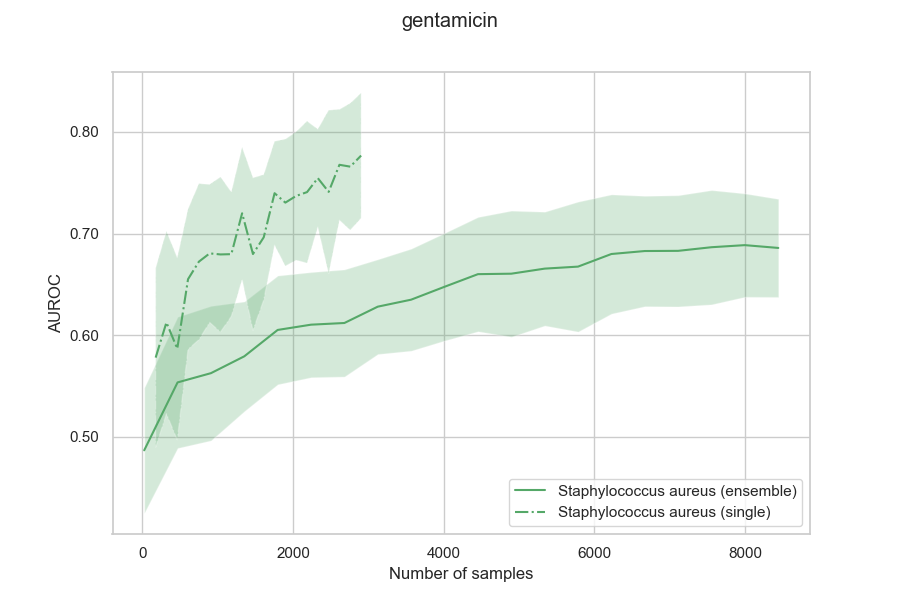 gentamicin
0.80
0.70
0.60
0.50
AUROC
0
2000
4000
6000
8000
Number of samples
Staphylococcus aureus (ensemble)
Staphylococcus aureus (single)